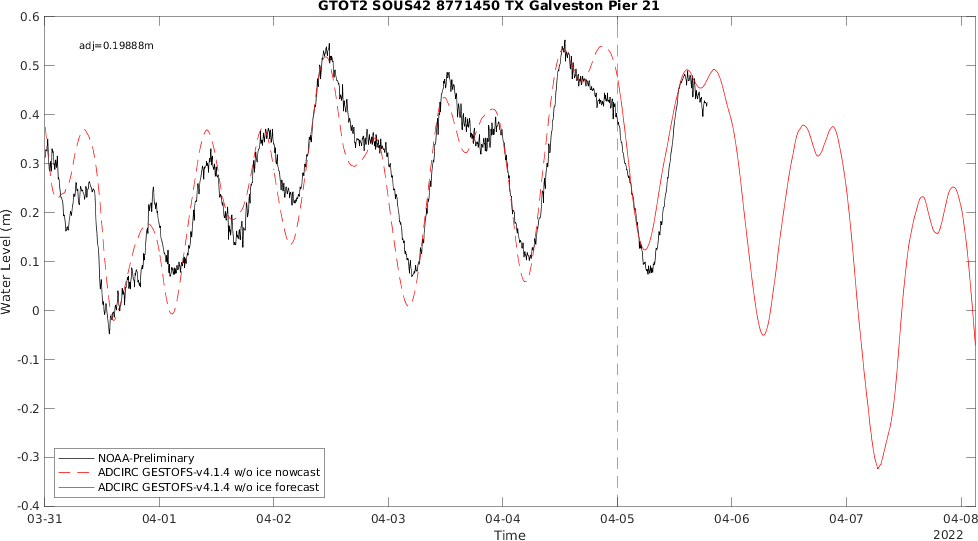 GTOT2 SOUS42 8771450 TX Galveston Pier 21
adj=0.19888m
0.6
0.5
0.4
0.3
0.2
0.1
0
-0.1
-0.2
-0.3
-0.4
Water Level (m)
NOAA-Preliminary
ADCIRC GESTOFS-v4.1.4 w/o ice nowcast
ADCIRC GESTOFS-v4.1.4 w/o ice forecast
03-31 04-01 04-02 04-03 04-04 04-05 04-06 04-07 04-08
Time
2022